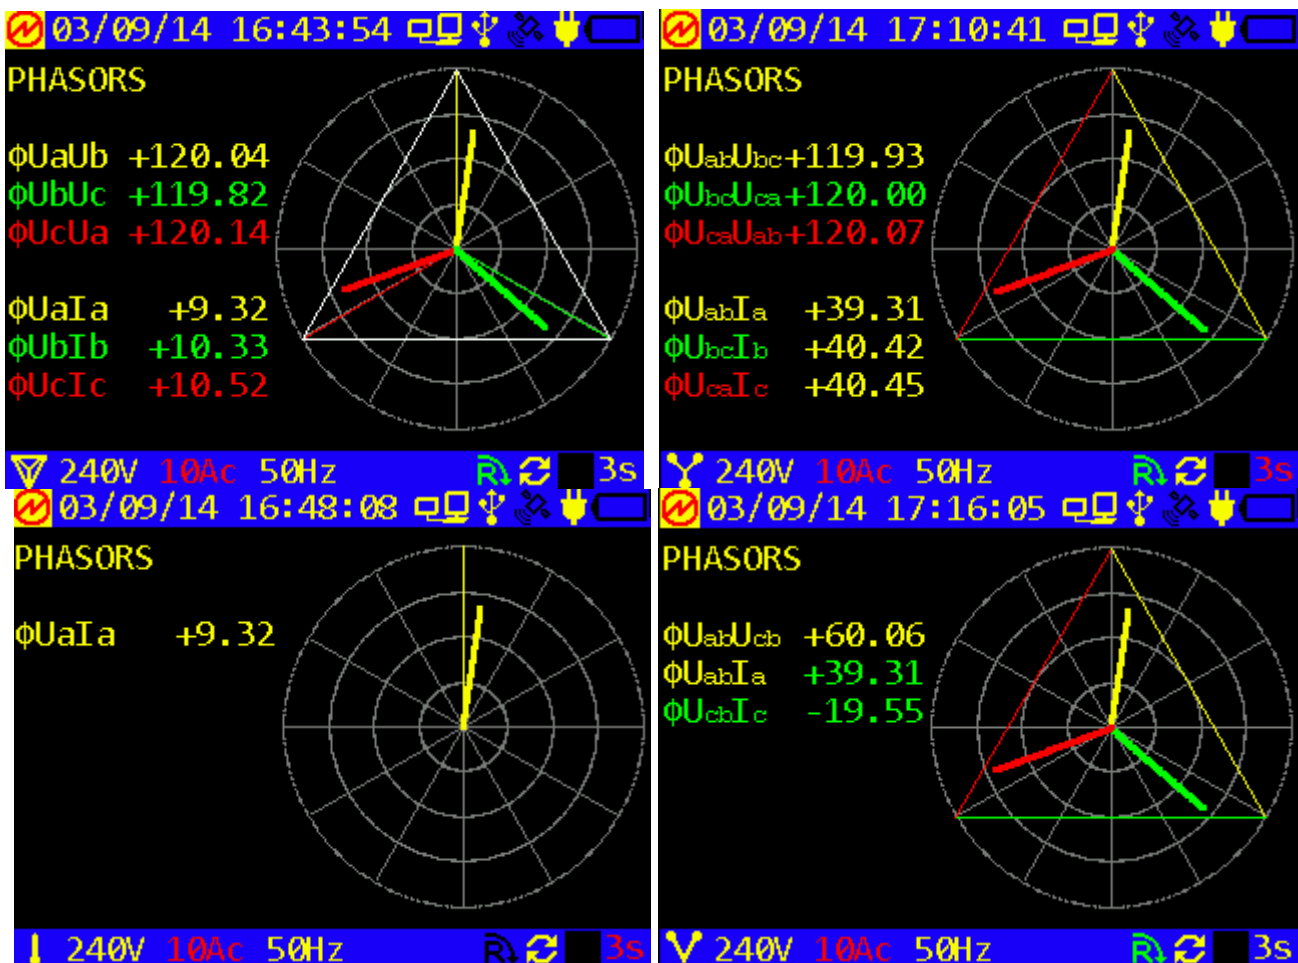 03/09/14 16:43:54
PHASORS
φUaUb +120.04
φUbUc +119.82
φUcUa +120.14
φUaIa +9.32
φUbIb +10.33
φUcIc +10.52
240V 10Ac 50Hz R 3s
03/09/14 17:10:41
PHASORS
φUabUbc+119.93
φUbcUca+120.00
φUcaUab+120.07
φUabIa +39.31
φUbcIb +40.42
φUcaIc +40.45
240V 10Ac 50Hz R 3s
03/09/14 16:48:08
PHASORS
φUaIa +9.32
240V 10Ac 50Hz R 3s
03/09/14 17:16:05
PHASORS
φUabUcb +60.06
φUabIa +39.31
φUcbIc -19.55
240V 10Ac 50Hz R 3s